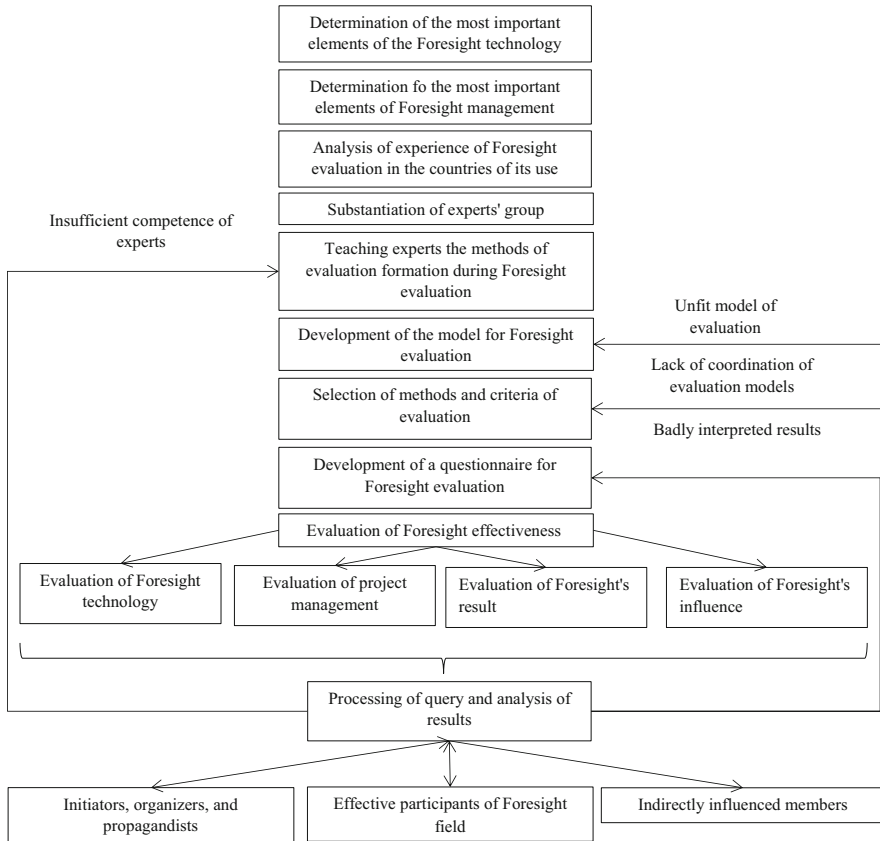 Determination of the most important
elements of the Foresight technology
Determination fo the most important
elements of Foresight management
Analysis of experience of Foresight
evaluation in the countries of its use
Substantiation of experts' group
Insufficient competence of
experts
Teaching experts the methods of
evaluation formation during Foresight
evaluation
Unfit model of
evaluation
Development of the model for Foresight
evaluation
Lack of coordination of
evaluation models
Selection of methods and criteria of
evaluation
Badly interpreted results
Development of a questionnaire for
Foresight evaluation
Evaluation of Foresight effectiveness
Evaluation of Foresight
technology
Evaluation of project
management
Evaluation of Foresight's
result
Evaluation of Foresight's
influence
Processing of query and analysis of
results
Initiators, organizers, and
propagandists
Effective participants of Foresight
field
Indirectly influenced members